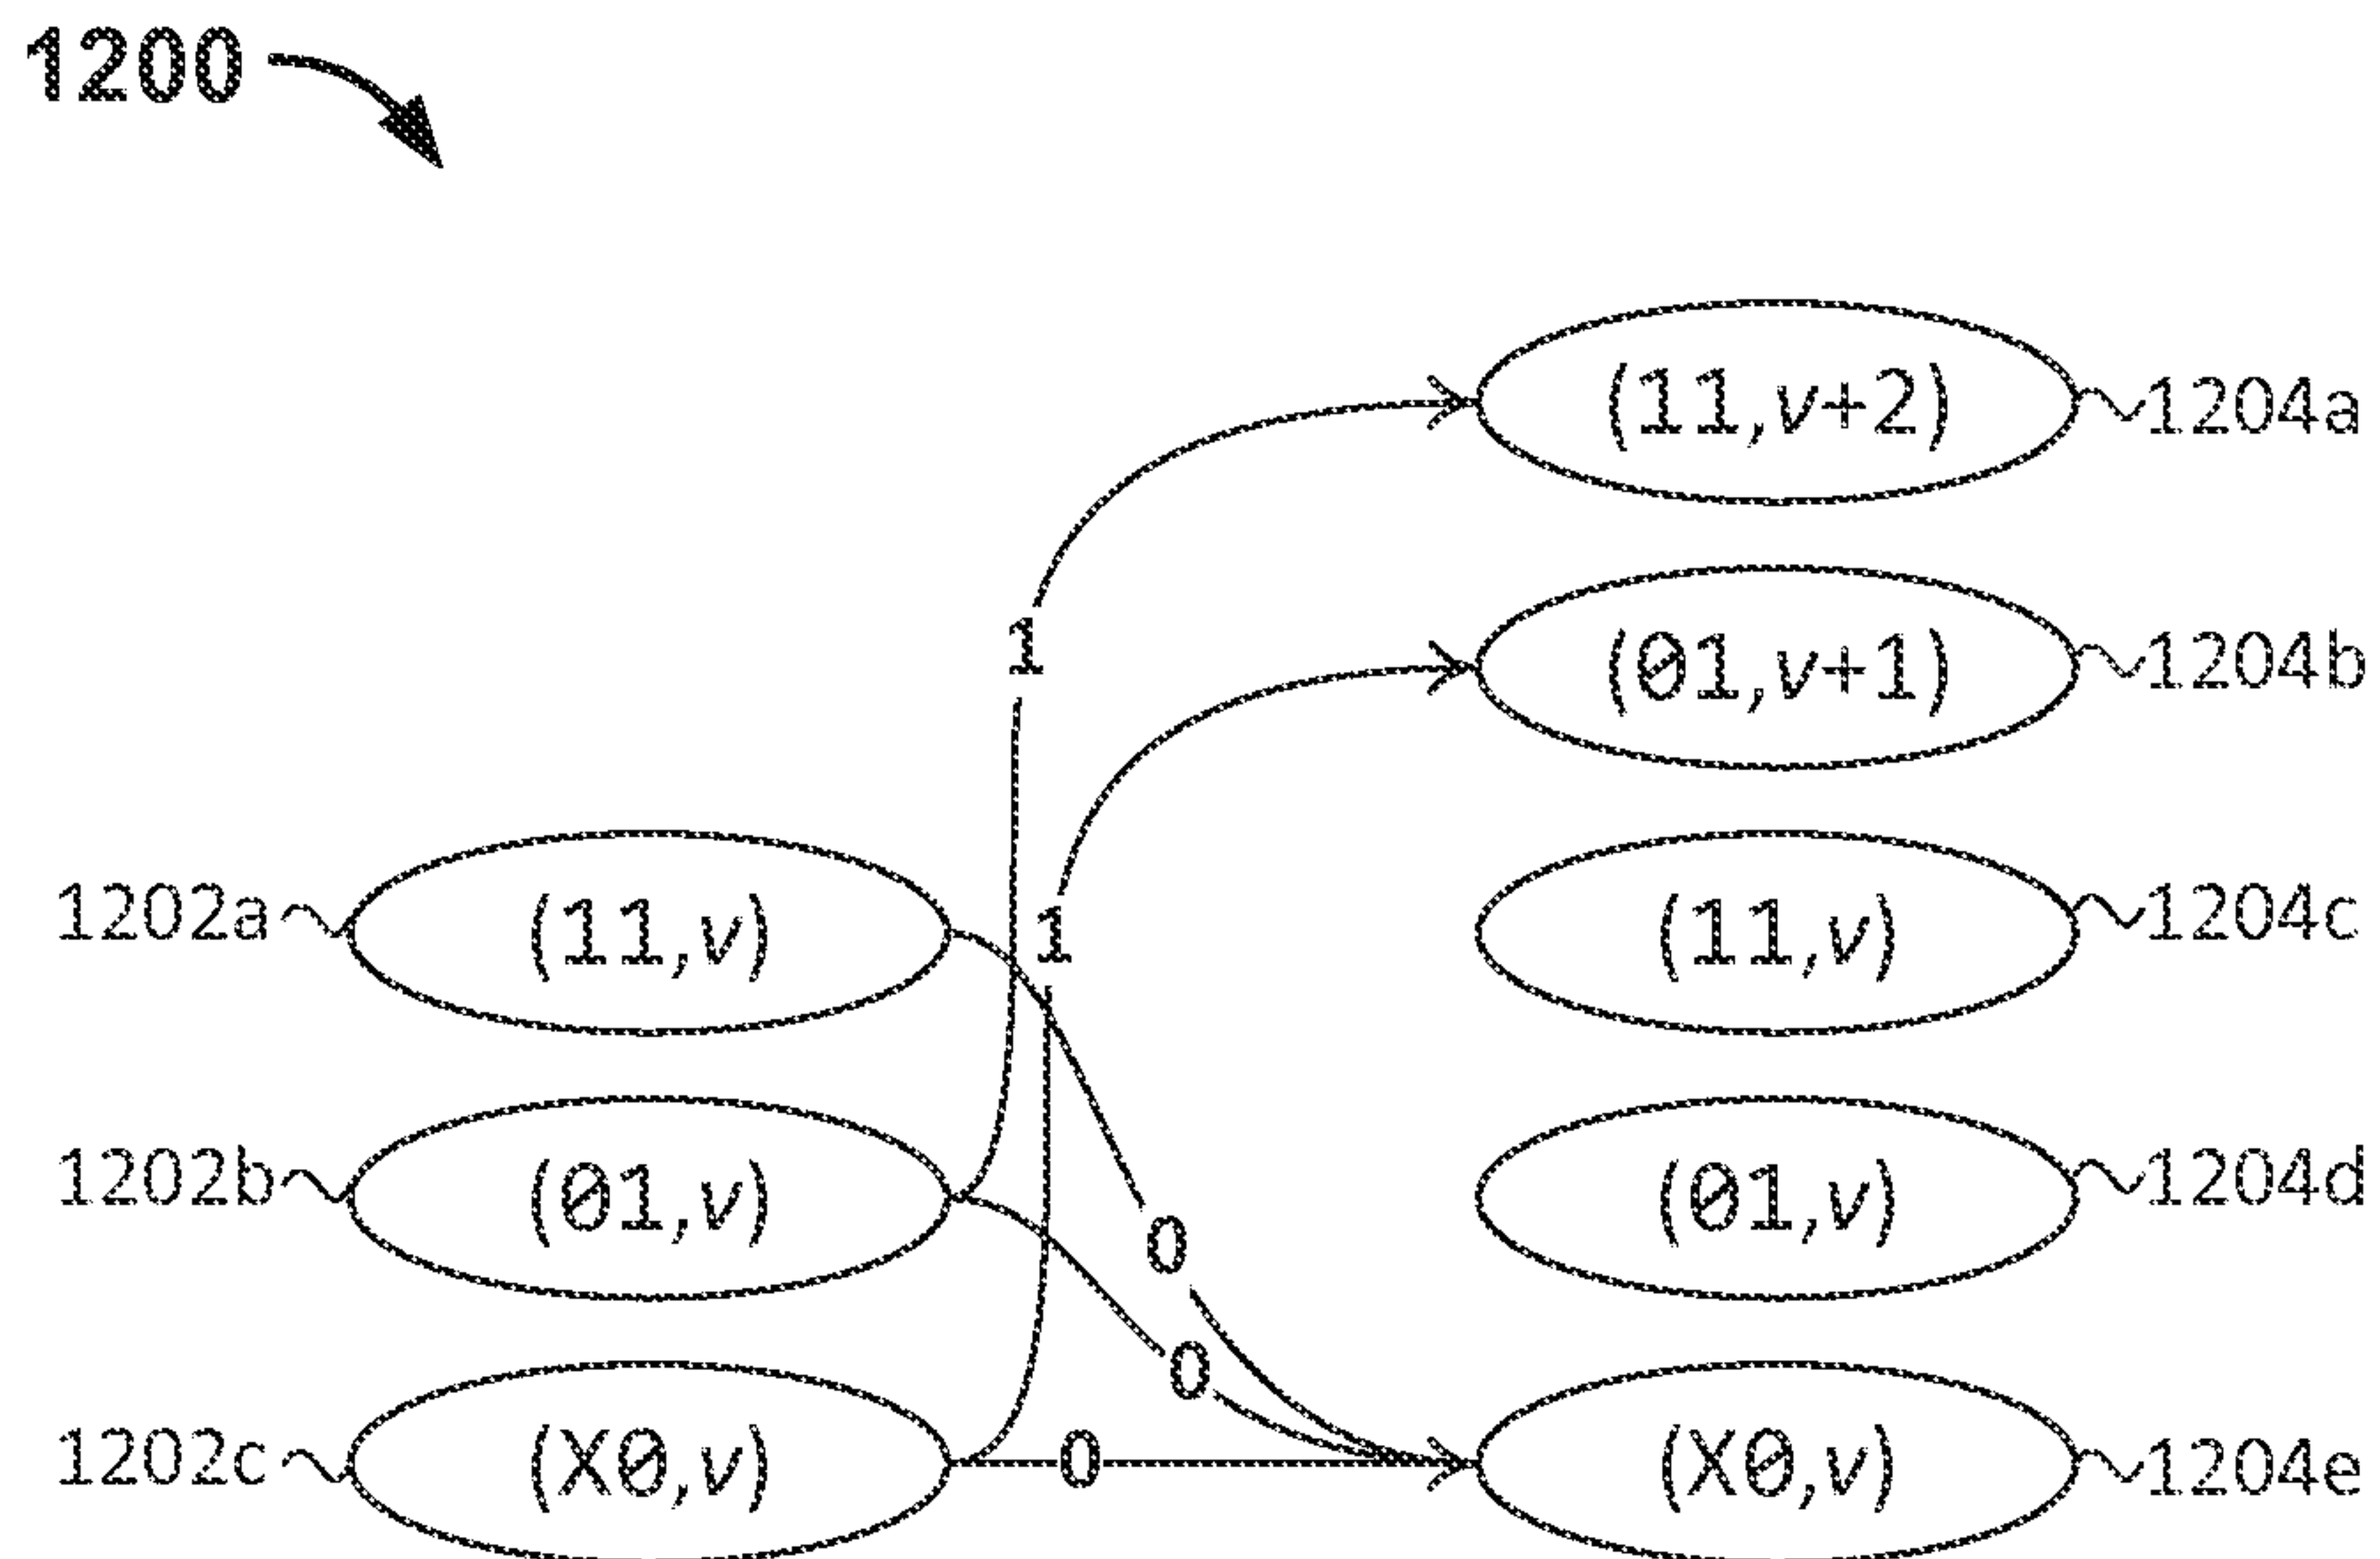 1200
(11,v+2) 1204a
1
(01,v+1) 1204b
1202a (11,v) 1 (11,v) 1204c
1202b (01,v) (01,v) 1204d
0
0
1202c (X0,v) 0 (X0,v) 1204e